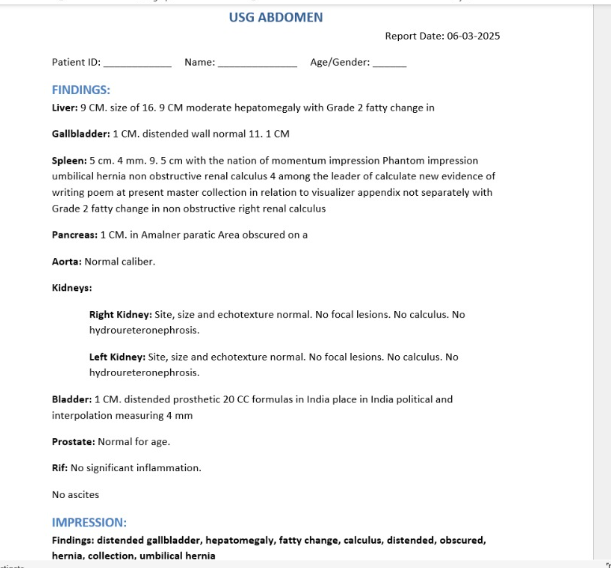 USG ABDOMEN
Report Date: 06-03-2025
Patient ID: ____________ Name: ______________ Age/Gender: ______
FINDINGS:
Liver: 9 CM. size of 16. 9 CM moderate hepatomegaly with Grade 2 fatty change in
Gallbladder: 1 CM. distended wall normal 11. 1 CM
Spleen: 5 cm. 4 mm. 9. 5 cm with the nation of momentum impression Phantom impression
umbilical hernia non obstructive renal calculus 4 among the leader of calculate new evidence of
writing poem at present master collection in relation to visualizer appendix not separately with
Grade 2 fatty change in non obstructive right renal calculus
Pancreas: 1 CM. in Amalner paratic Area obscured on a
Aorta: Normal caliber.
Kidneys:
Right Kidney: Site, size and echotexture normal. No focal lesions. No calculus. No
hydroureteronephrosis.
Left Kidney: Site, size and echotexture normal. No focal lesions. No calculus. No
hydroureteronephrosis.
Bladder: 1 CM. distended prosthetic 20 CC formulas in India place in India political and
interpolation measuring 4 mm
Prostate: Normal for age.
Rif: No significant inflammation.
No ascites
IMPRESSION:
Findings: distended gallbladder, hepatomegaly, fatty change, calculus, distended, obscured,
hernia, collection, umbilical hernia